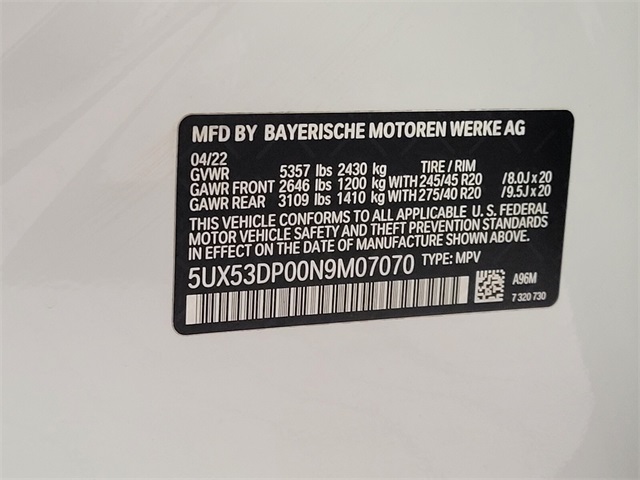 MFD BY BAYERISCHE MOTOREN WERKE AG
04/22
GVWR 5357 lbs 2430 kg TIRE / RIM
GAWR FRONT 2646 lbs 1200 kg WITH 245/45 R20 /8.0J x 20
GAWR REAR 3109 lbs 1410 kg WITH 275/40 R20 /9.5J x 20
THIS VEHICLE CONFORMS TO ALL APPLICABLE U. S. FEDERAL
MOTOR VEHICLE SAFETY AND THEFT PREVENTION STANDARDS
IN EFFECT ON THE DATE OF MANUFACTURE SHOWN ABOVE.
5UX53DP00N9M07070 TYPE: MPV
A96M
7 320 730